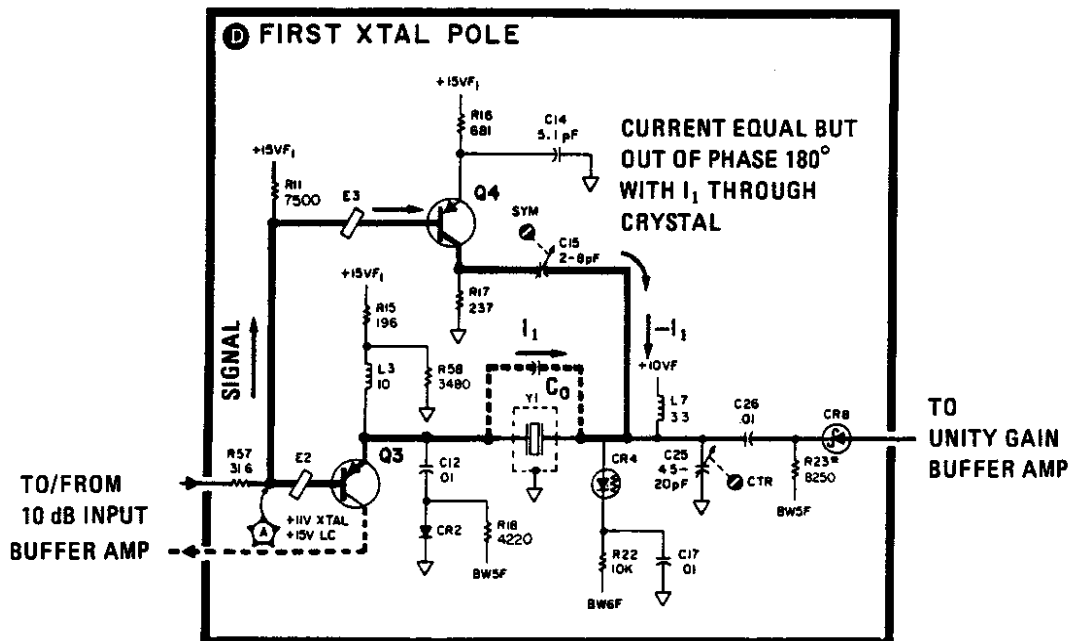 D FIRST XTAL POLE
+15VF1
R16
681
C14
5.1pF
CURRENT EQUAL BUT
OUT OF PHASE 180°
WITH I1 THROUGH
CRYSTAL
+15VF1
R11
7500
E3
Q4
SYM
C15
2-8pF
SIGNAL
+15VF1
R15
196
R17
237
I1
-I1
+10VF
L3
10
R58
3480
C0
Y1
L7
33
C26
.01
CR8
TO
UNITY GAIN
BUFFER AMP
R57
316
E2
Q3
C12
.01
CR4
C25
4.5-
20pF
CTR
R23*
8250
BW5F
TO/FROM
10 dB INPUT
BUFFER AMP
A
+11V XTAL
+15V LC
CR2
R18
4220
BW5F
R22
10K
C17
.01
BW6F